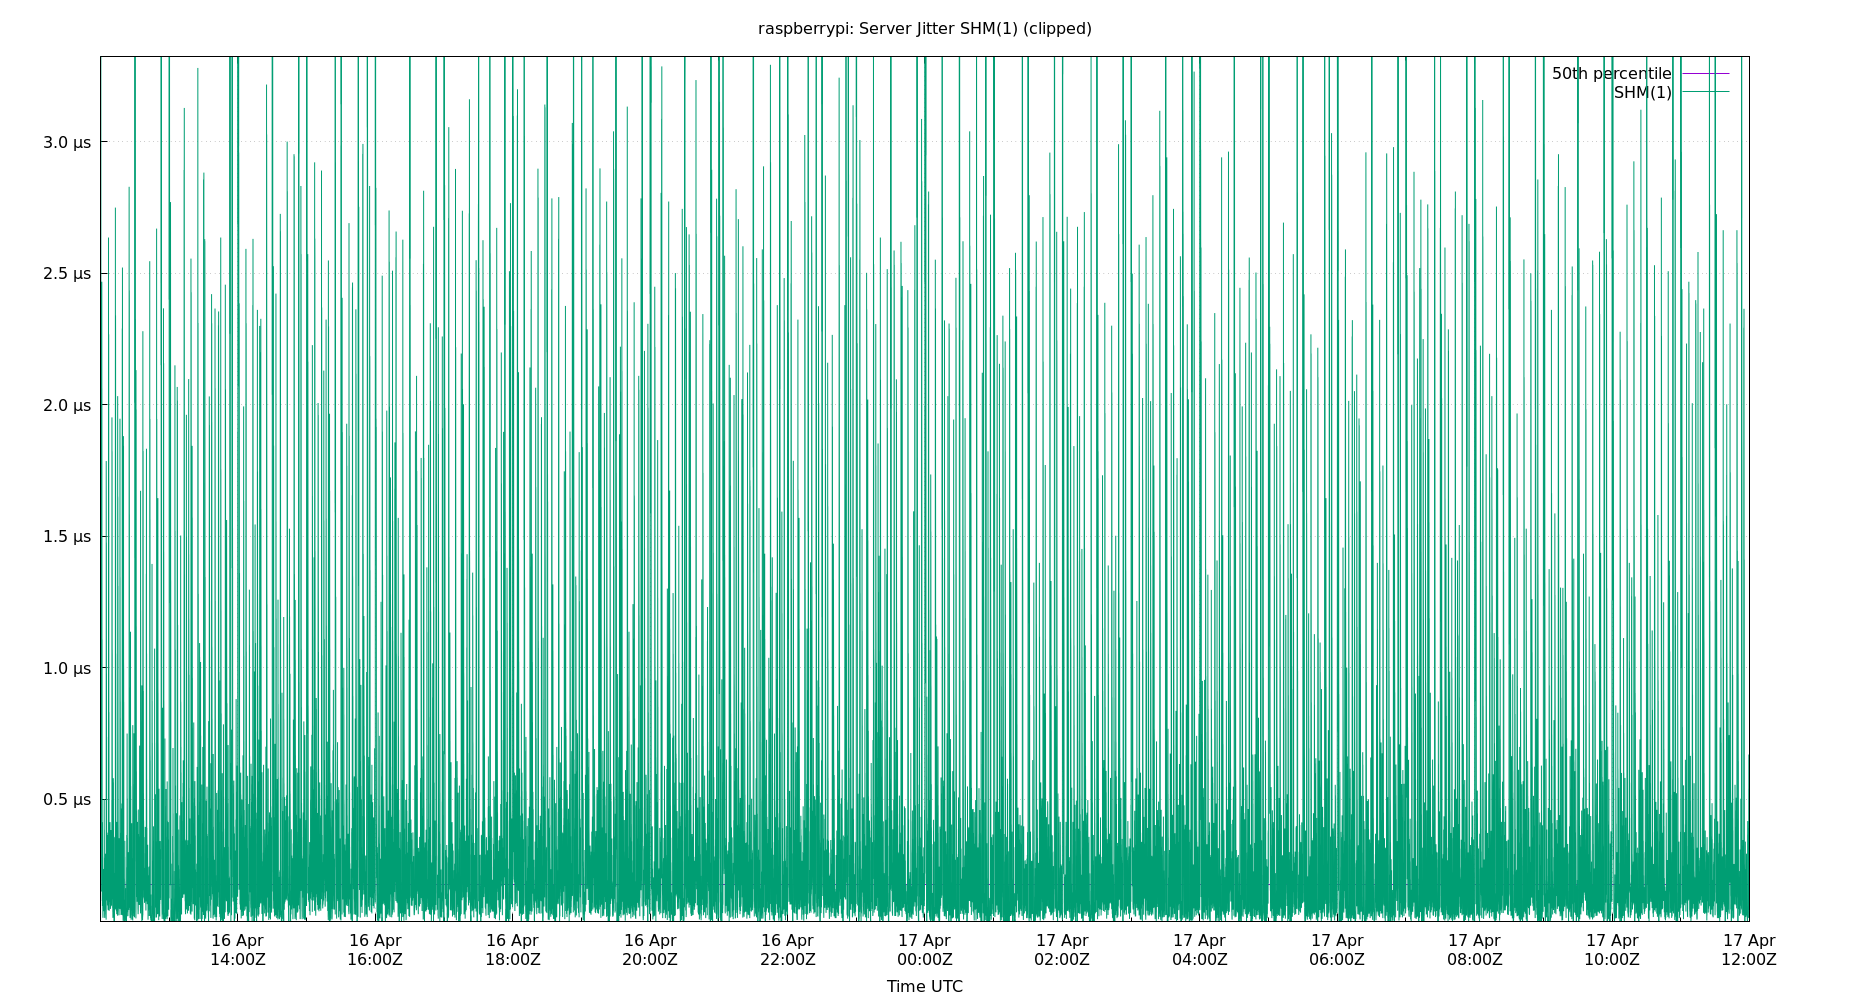 raspberrypi: Server Jitter SHM(1) (clipped)
50th percentile
SHM(1)
3.0 µs
2.5 µs
2.0 µs
1.5 µs
1.0 µs
0.5 µs
16 Apr 16 Apr 16 Apr 16 Apr 16 Apr 17 Apr 17 Apr 17 Apr 17 Apr 17 Apr 17 Apr 17 Apr
14:00Z 16:00Z 18:00Z 20:00Z 22:00Z 00:00Z 02:00Z 04:00Z 06:00Z 08:00Z 10:00Z 12:00Z
Time UTC